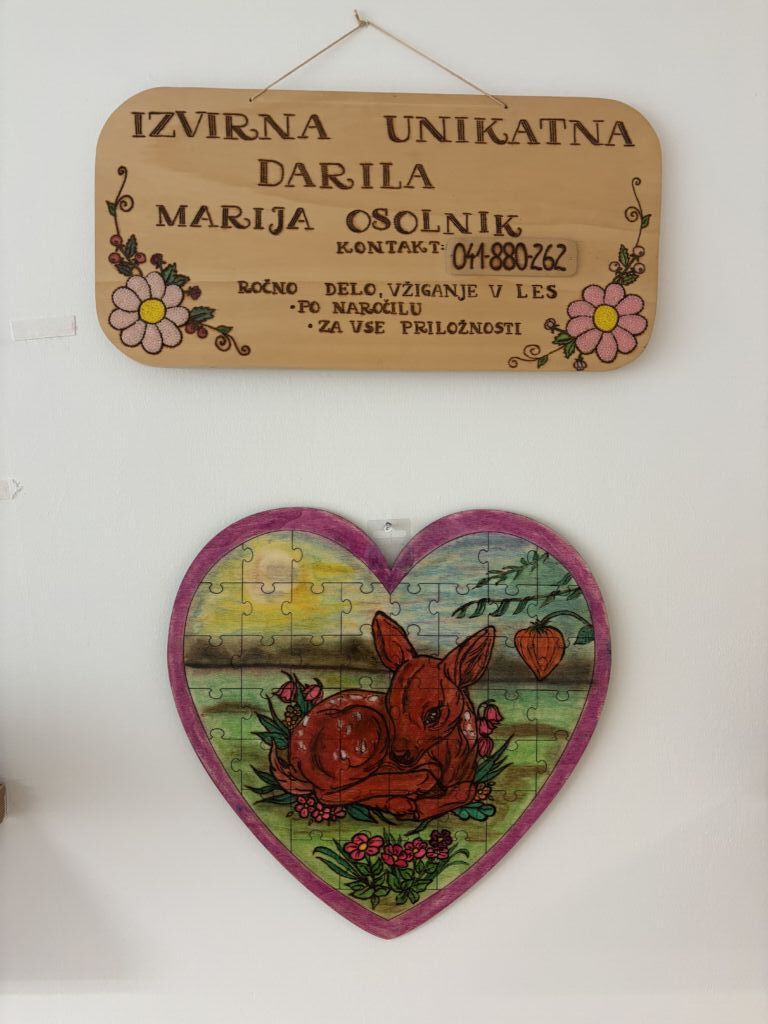 IZVIRNA UNIKATNA
DARILA
MARIJA OSOLNIK
KONTAKT: 041-880-262
ROČNO DELO, VŽIGANJE V LES
•PO NAROČILU
•ZA VSE PRILOŽNOSTI